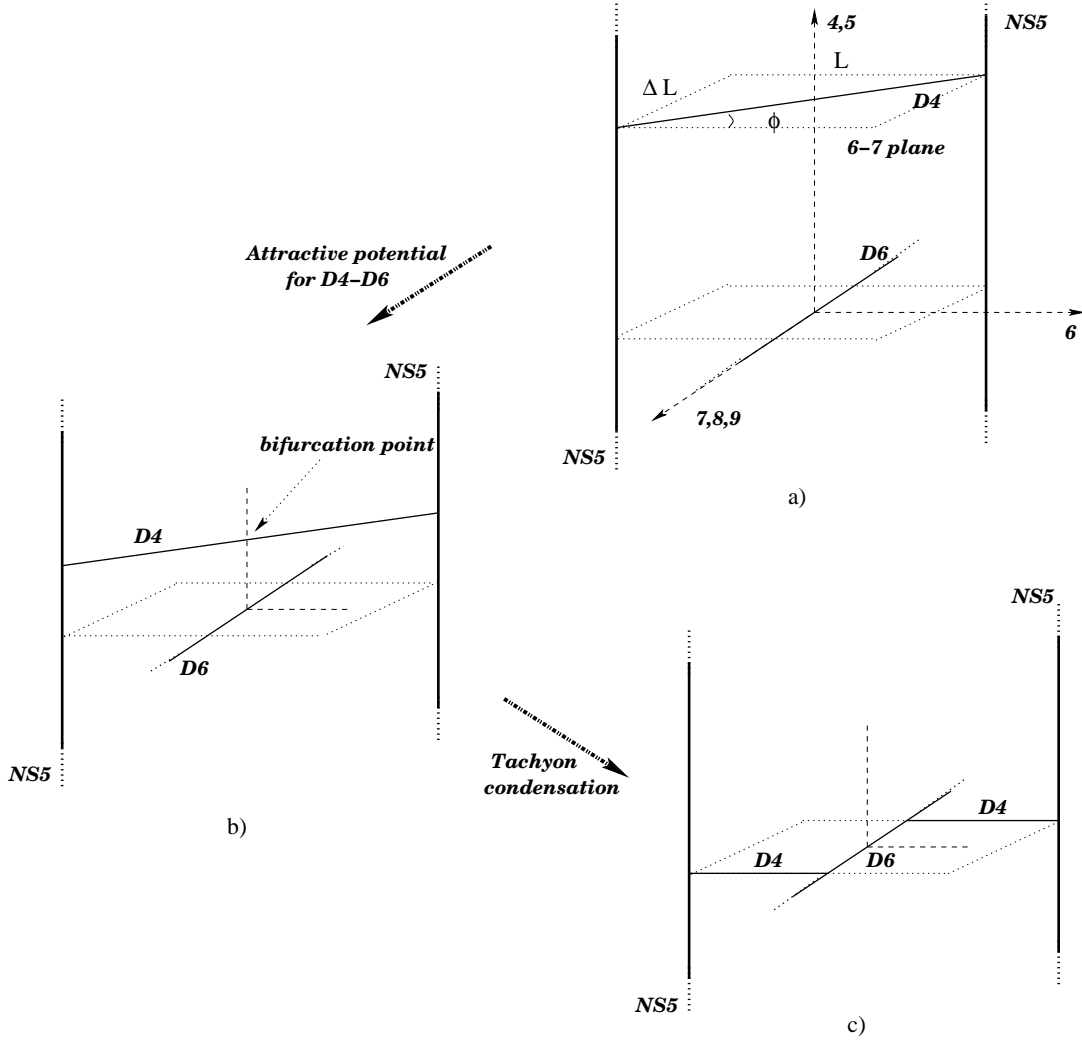 4,5
NS5
L
Δ L
D4
ϕ
6–7 plane
D6
6
7,8,9
NS5
a)
Attractive potential
for D4–D6
NS5
bifurcation point
D4
D6
NS5
b)
Tachyon
condensation
NS5
D4
D4
D6
NS5
c)